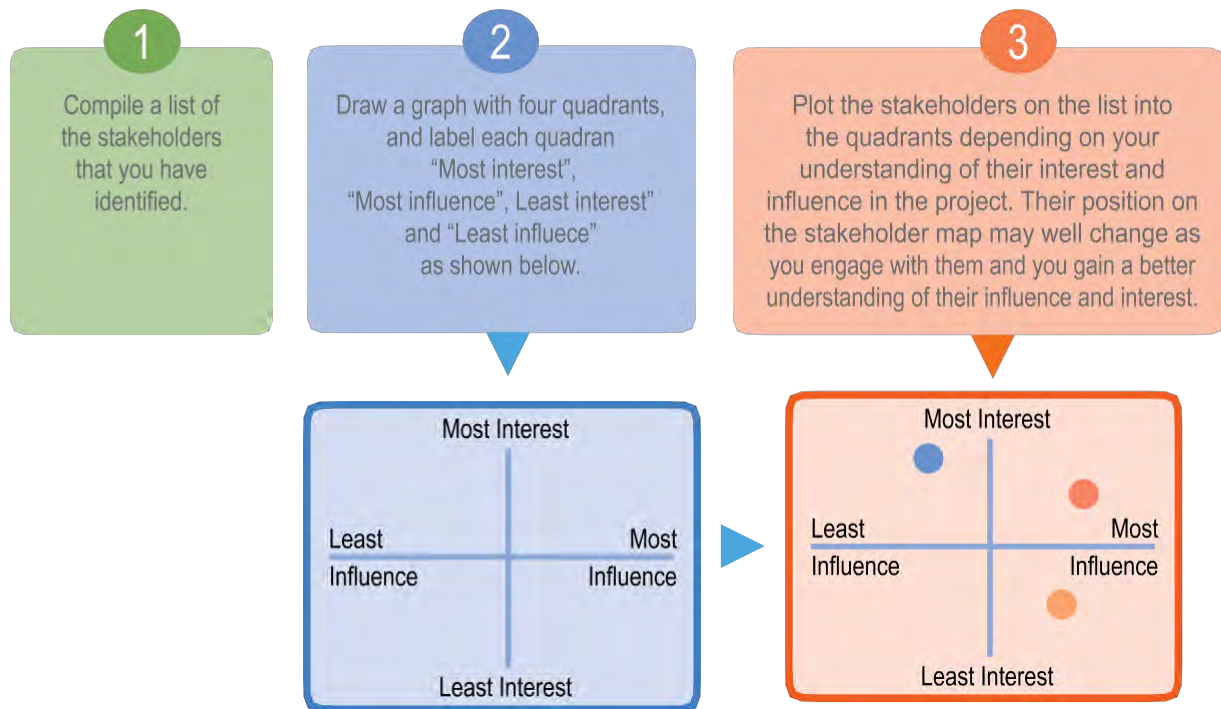 1
Compile a list of
the stakeholders
that you have
identified.
2
Draw a graph with four quadrants,
and label each quadran
“Most interest”,
“Most influence”, Least interest”
and “Least influece”
as shown below.
3
Plot the stakeholders on the list into
the quadrants depending on your
understanding of their interest and
influence in the project. Their position on
the stakeholder map may well change as
you engage with them and you gain a better
understanding of their influence and interest.
Most Interest
Least
Influence
Most
Influence
Least Interest
Most Interest
Least
Influence
Most
Influence
Least Interest